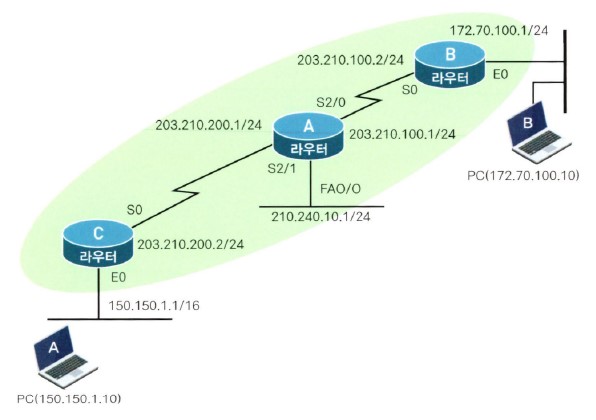 172.70.100.1/24
203.210.100.2/24
B
라우터
E0
S0
S2/0
203.210.200.1/24
A
라우터
203.210.100.1/24
B
PC(172.70.100.10)
S2/1
FAO/O
210.240.10.1/24
S0
C
라우터
203.210.200.2/24
E0
150.150.1.1/16
A
PC(150.150.1.10)